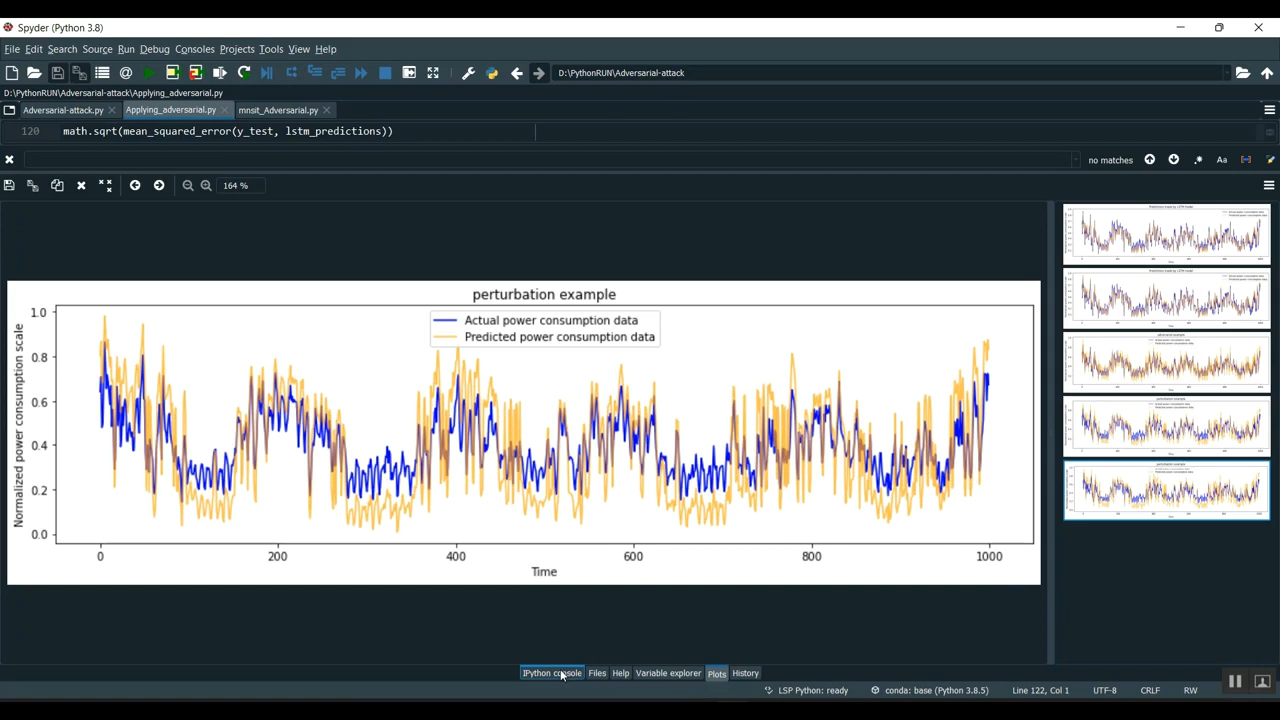 Spyder (Python 3.8)
File Edit Search Source Run Debug Consoles Projects Tools View Help
D:\PythonRUN\Adversarial-attack
D:\PythonRUN\Adversarial-attack\Applying_adversarial.py
Adversarial-attack.py Applying_adversarial.py mnsit_Adversarial.py
120 math.sqrt(mean_squared_error(y_test, lstm_predictions))
no matches Aa
164 %
perturbation example
Actual power consumption data
Predicted power consumption data
Normalized power consumption scale
1.0
0.8
0.6
0.4
0.2
0.0
0 200 400 600 800 1000
Time
IPython console Files Help Variable explorer Plots History
LSP Python: ready conda: base (Python 3.8.5) Line 122, Col 1 UTF-8 CRLF RW